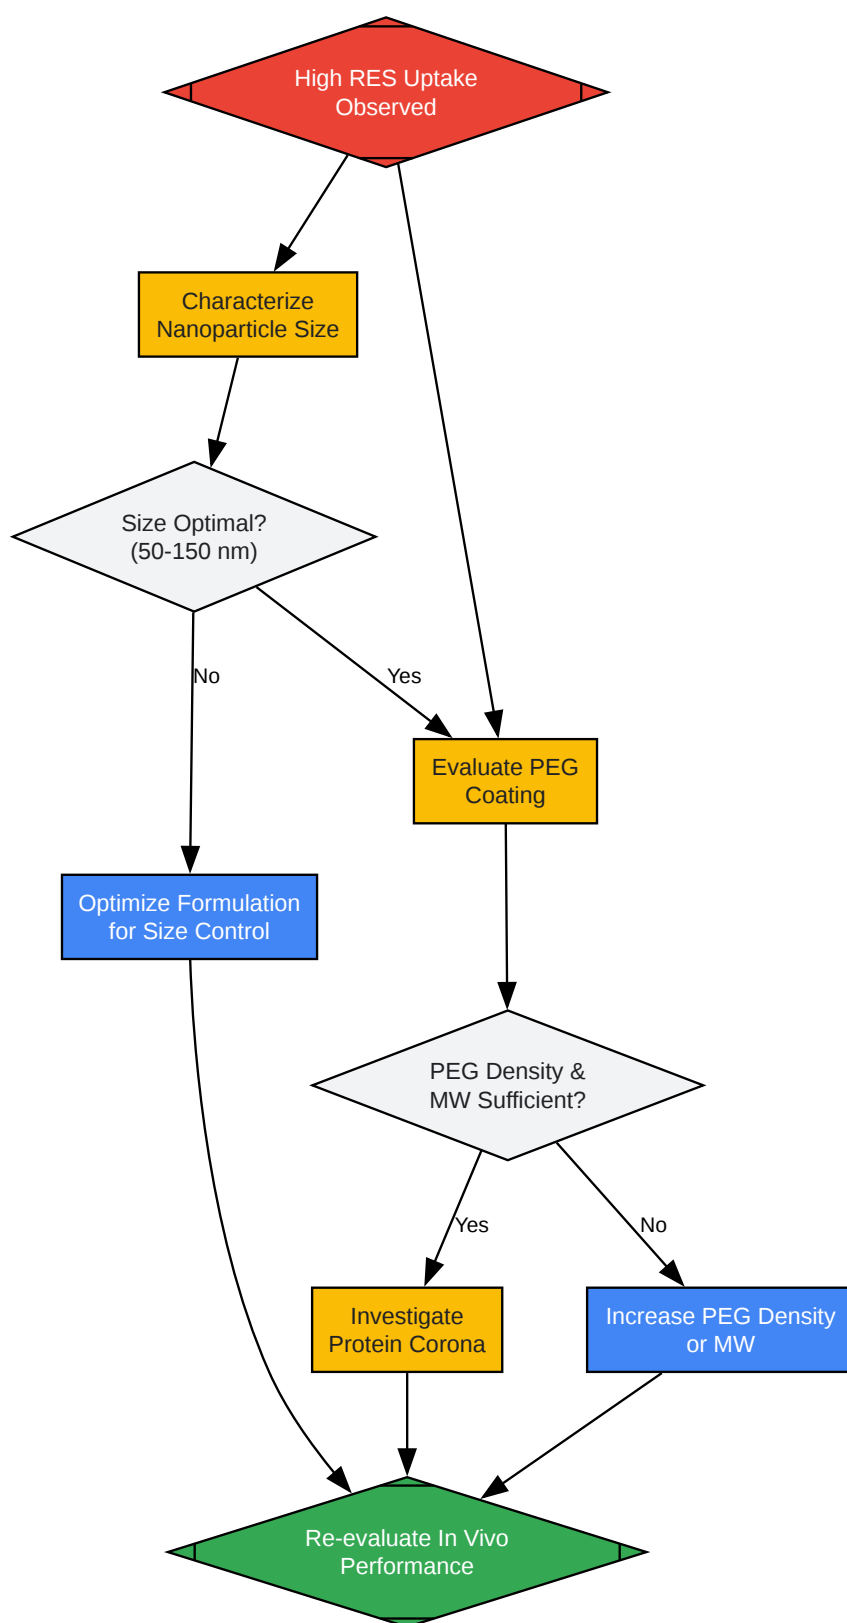 High RES Uptake
Observed
Characterize
Nanoparticle Size
Size Optimal?
(50-150 nm)
No
Yes
Evaluate PEG
Coating
Optimize Formulation
for Size Control
PEG Density &
MW Sufficient?
Yes
No
Investigate
Protein Corona
Increase PEG Density
or MW
Re-evaluate In Vivo
Performance